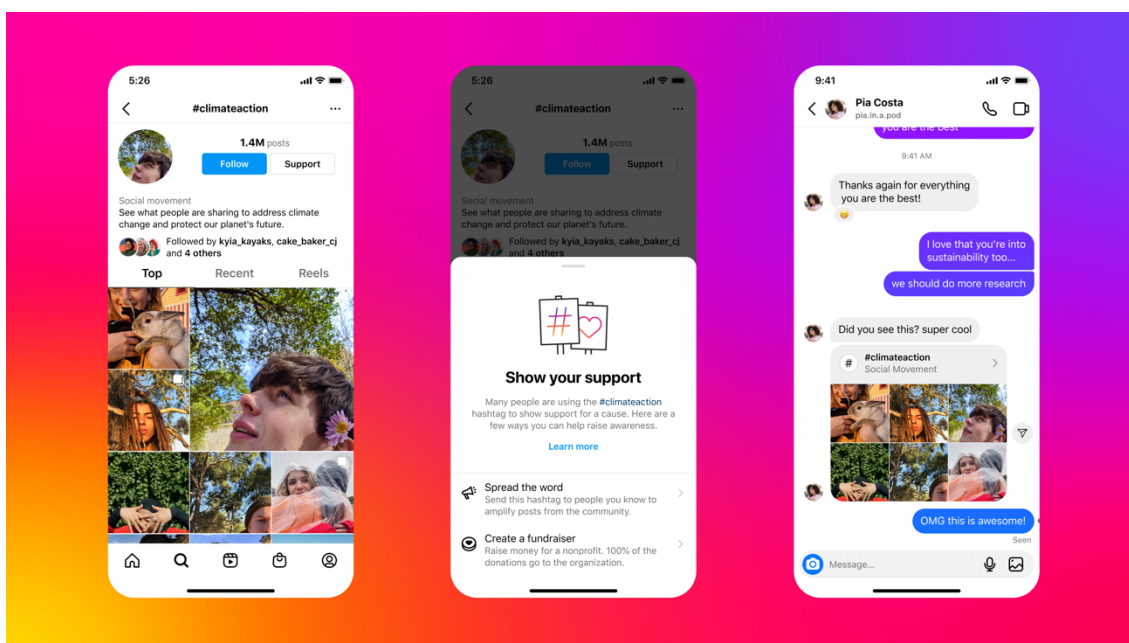 5:26
#climateaction
1.4M posts
Follow Support
Social movement
See what people are sharing to address climate
change and protect our planet's future.
Followed by kyia_kayaks, cake_baker_cj
and 4 others
Top Recent Reels
5:26
#climateaction
1.4M posts
Follow Support
Social movement
See what people are sharing to address climate
change and protect our planet's future.
Followed by kyia_kayaks, cake_baker_cj
and 4 others
#
Show your support
Many people are using the #climateaction
hashtag to show support for a cause. Here are a
few ways you can help raise awareness.
Learn more
Spread the word
Send this hashtag to people you know to
amplify posts from the community.
Create a fundraiser
Raise money for a nonprofit. 100% of the
donations go to the organization.
9:41
Pia Costa
pia.in.a.pod
you are the best
9:41 AM
Thanks again for everything
you are the best!
I love that you're into
sustainability too...
we should do more research
Did you see this? super cool
# #climateaction
Social Movement
OMG this is awesome!
Seen
Message...